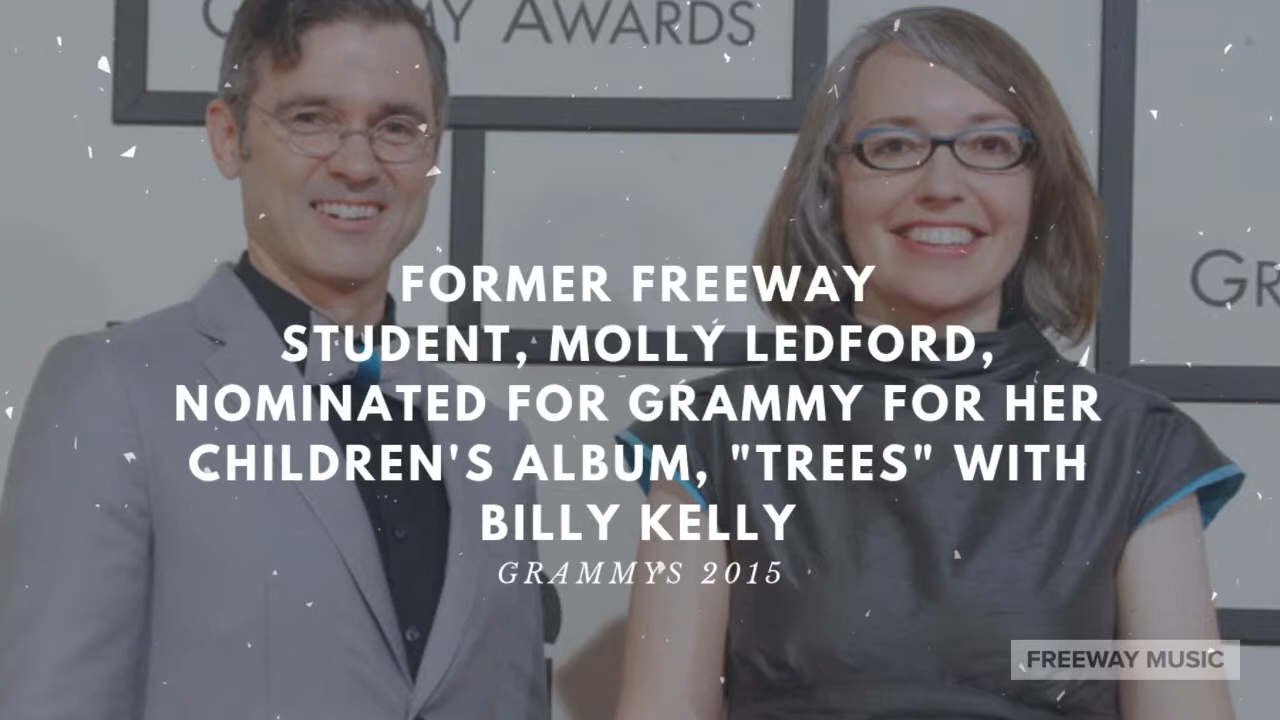 GRAMMY AWARDS
GR
FORMER FREEWAY
STUDENT, MOLLY LEDFORD,
NOMINATED FOR GRAMMY FOR HER
CHILDREN'S ALBUM, "TREES" WITH
BILLY KELLY
GRAMMYS 2015
FREEWAY MUSIC